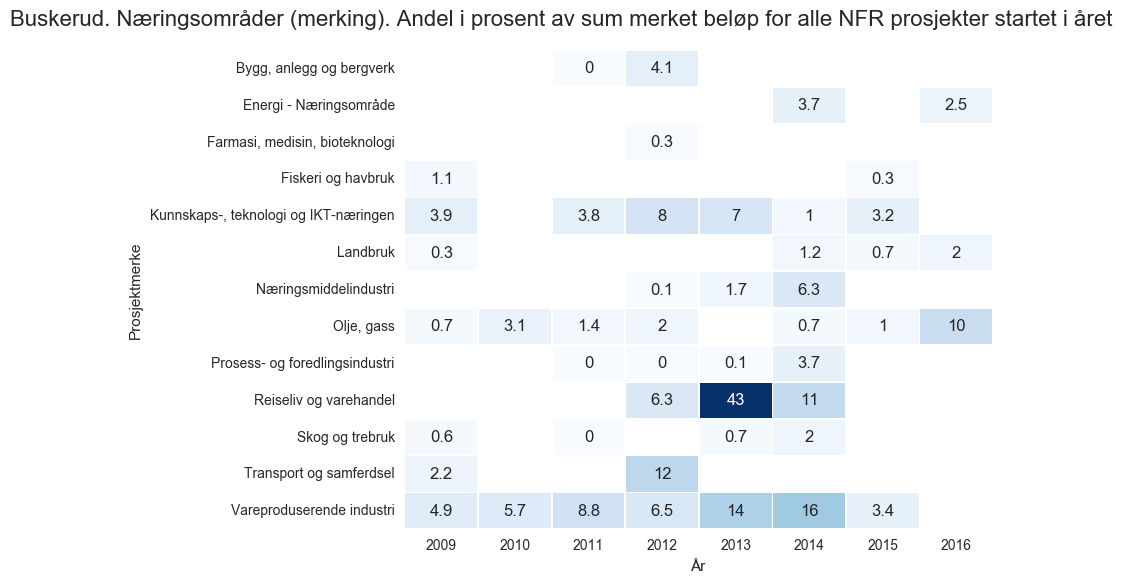 Buskerud. Næringsområder (merking). Andel i prosent av sum merket beløp for alle NFR prosjekter startet i året
Prosjektmerke
Bygg, anlegg og bergverk 0 4.1
Energi - Næringsområde 3.7 2.5
Farmasi, medisin, bioteknologi 0.3
Fiskeri og havbruk 1.1 0.3
Kunnskaps-, teknologi og IKT-næringen 3.9 3.8 8 7 1 3.2
Landbruk 0.3 1.2 0.7 2
Næringsmiddelindustri 0.1 1.7 6.3
Olje, gass 0.7 3.1 1.4 2 0.7 1 10
Prosess- og foredlingsindustri 0 0 0.1 3.7
Reiseliv og varehandel 6.3 43 11
Skog og trebruk 0.6 0 0.7 2
Transport og samferdsel 2.2 12
Vareproduserende industri 4.9 5.7 8.8 6.5 14 16 3.4
2009 2010 2011 2012 2013 2014 2015 2016
År